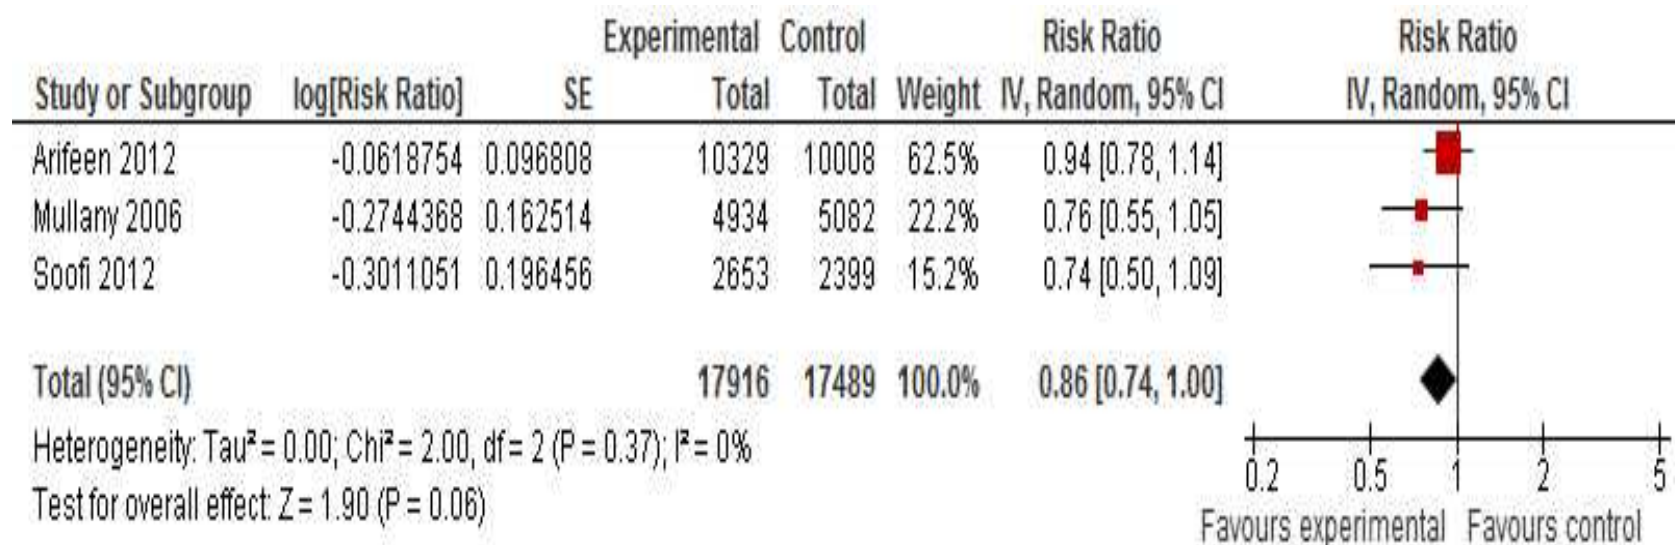 Experimental Control Risk Ratio Risk Ratio
Study or Subgroup log[Risk Ratio] SE Total Total Weight IV, Random, 95% CI IV, Random, 95% CI
Arifeen 2012 -0.0618754 0.096808 10329 10008 62.5% 0.94 [0.78, 1.14]
Mullany 2006 -0.2744368 0.162514 4934 5082 22.2% 0.76 [0.55, 1.05]
Soofi 2012 -0.3011051 0.196456 2653 2399 15.2% 0.74 [0.50, 1.09]
Total (95% CI) 17916 17489 100.0% 0.86 [0.74, 1.00]
Heterogeneity: Tau² = 0.00; Chi² = 2.00, df = 2 (P = 0.37); I² = 0%
Test for overall effect: Z = 1.90 (P = 0.06)
0.2 0.5 1 2 5
Favours experimental Favours control